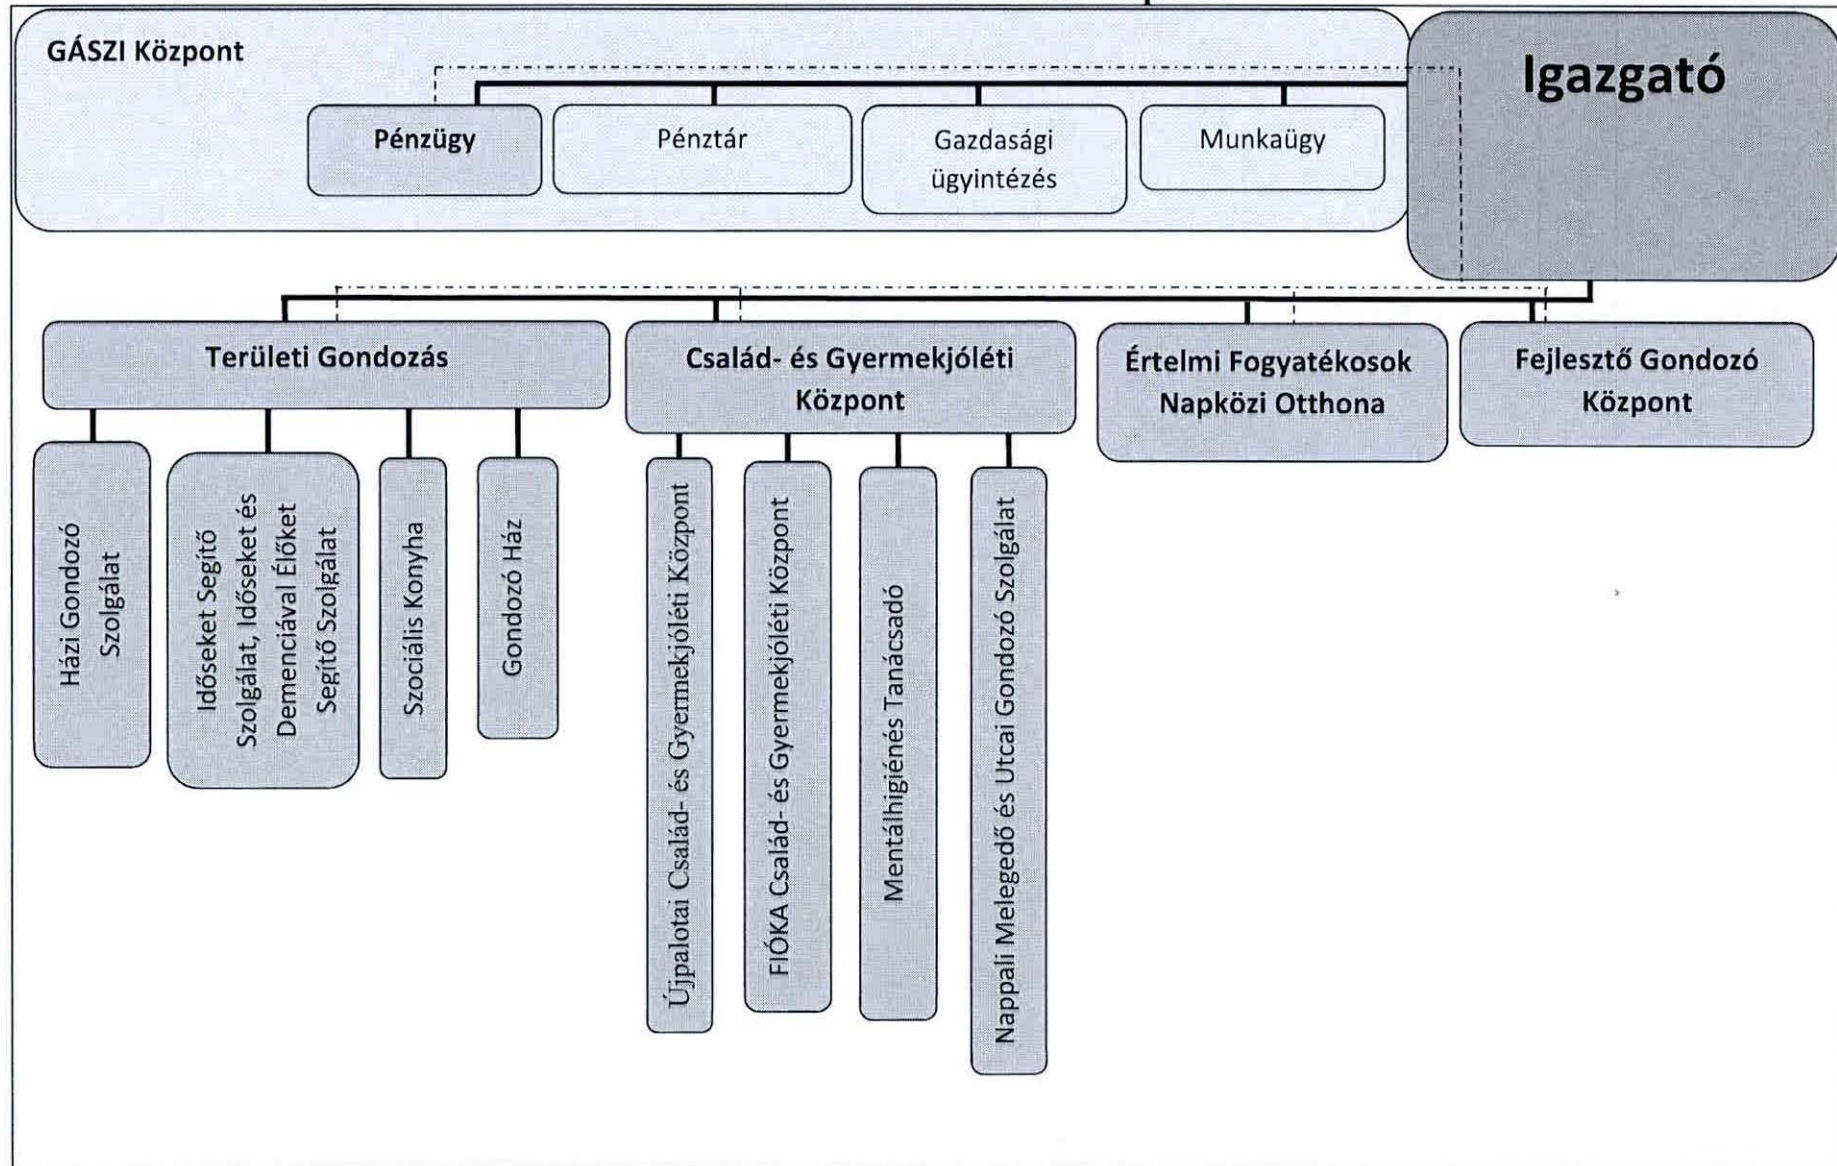 GÁSZI Központ
Igazgató
Pénzügy
Pénztár
Gazdasági
ügyintézés
Munkaügy
Területi Gondozás
Család- és Gyermekjóléti
Központ
Értelmi Fogyatékosok
Napközi Otthona
Fejlesztő Gondozó
Központ
Házi Gondozó
Szolgálat
Időseket Segítő
Szolgálat, Időseket és
Demenciával Élőket
Segítő Szolgálat
Szociális Konyha
Gondozó Ház
Újpalotai Család- és Gyermekjóléti Központ
FIÓKA Család- és Gyermekjóléti Központ
Mentálhigiénés Tanácsadó
Nappali Melegedő és Utcai Gondozó Szolgálat